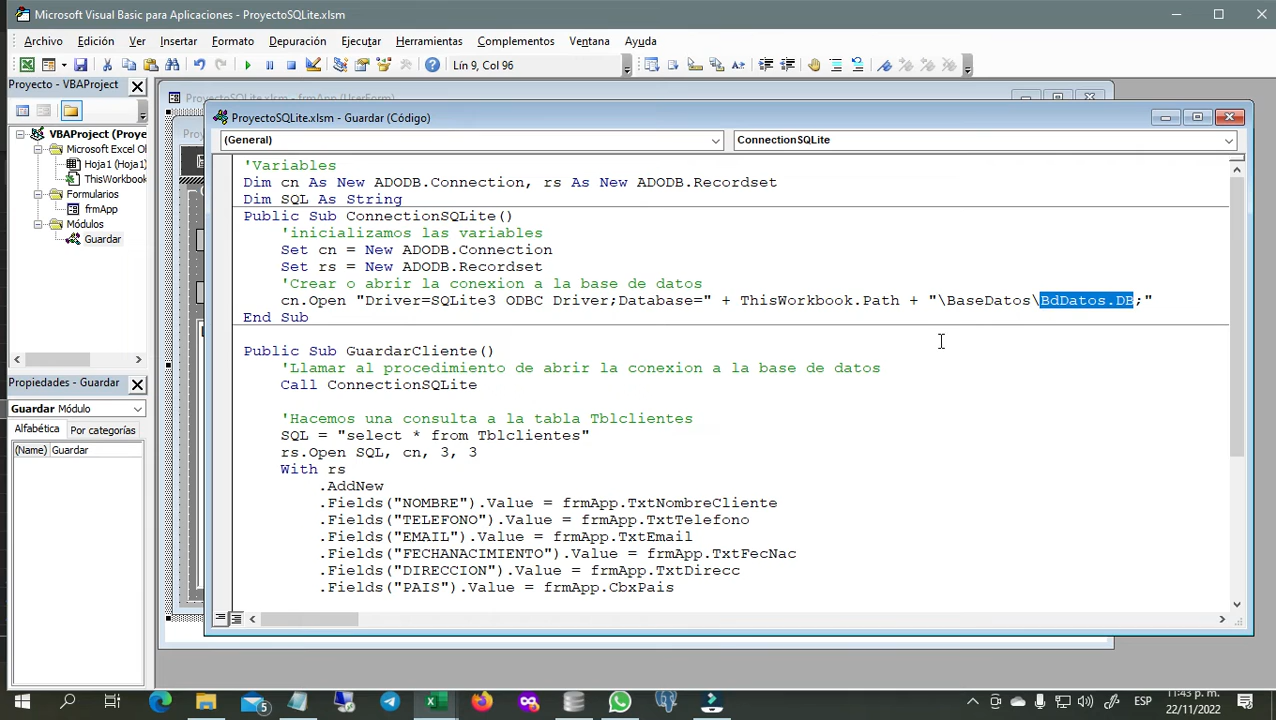 Microsoft Visual Basic para Aplicaciones - ProyectoSQLite.xlsm
Archivo Edición Ver Insertar Formato Depuración Ejecutar Herramientas Complementos Ventana Ayuda
Lín 9, Col 96
Proyecto - VBAProject
VBAProject (Proye
Microsoft Excel Ol
Hoja1 (Hoja1)
ThisWorkbook
Formularios
frmApp
Módulos
Guardar
Propiedades - Guardar
Guardar Módulo
Alfabética Por categorías
(Name) Guardar
ProyectoSQLite.xlsm - frmApp (UserForm)
ProyectoSQLite.xlsm - Guardar (Código)
(General) ConnectionSQLite
'Variables
Dim cn As New ADODB.Connection, rs As New ADODB.Recordset
Dim SQL As String
Public Sub ConnectionSQLite()
'inicializamos las variables
Set cn = New ADODB.Connection
Set rs = New ADODB.Recordset
'Crear o abrir la conexion a la base de datos
cn.Open "Driver=SQLite3 ODBC Driver;Database=" + ThisWorkbook.Path + "\BaseDatos\BdDatos.DB;"
End Sub
Public Sub GuardarCliente()
'Llamar al procedimiento de abrir la conexion a la base de datos
Call ConnectionSQLite
'Hacemos una consulta a la tabla Tblclientes
SQL = "select * from Tblclientes"
rs.Open SQL, cn, 3, 3
With rs
.AddNew
.Fields("NOMBRE").Value = frmApp.TxtNombreCliente
.Fields("TELEFONO").Value = frmApp.TxtTelefono
.Fields("EMAIL").Value = frmApp.TxtEmail
.Fields("FECHANACIMIENTO").Value = frmApp.TxtFecNac
.Fields("DIRECCION").Value = frmApp.TxtDirecc
.Fields("PAIS").Value = frmApp.CbxPais
5
ESP
11:43 p. m.
22/11/2022